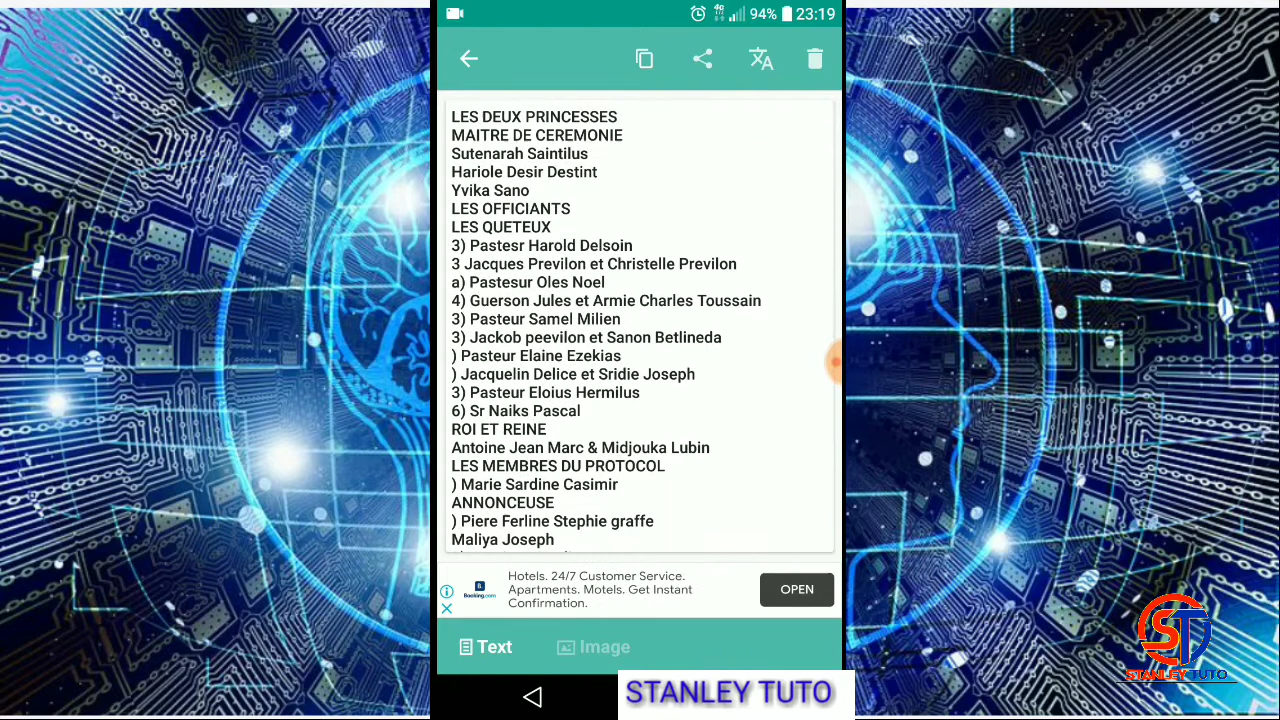 94% 23:19
LES DEUX PRINCESSES
MAITRE DE CEREMONIE
Sutenarah Saintilus
Hariole Desir Destint
Yvika Sano
LES OFFICIANTS
LES QUETEUX
3) Pastesr Harold Delsoin
3 Jacques Previlon et Christelle Previlon
a) Pastesur Oles Noel
4) Guerson Jules et Armie Charles Toussain
3) Pasteur Samel Milien
3) Jackob peevilon et Sanon Betlineda
) Pasteur Elaine Ezekias
) Jacquelin Delice et Sridie Joseph
3) Pasteur Eloius Hermilus
6) Sr Naiks Pascal
ROI ET REINE
Antoine Jean Marc & Midjouka Lubin
LES MEMBRES DU PROTOCOL
) Marie Sardine Casimir
ANNONCEUSE
) Piere Ferline Stephie graffe
Maliya Joseph
Hotels. 24/7 Customer Service.
Apartments. Motels. Get Instant
Confirmation.
Booking.com
OPEN
Text Image
STANLEY TUTO
ST
STANLEY TUTO